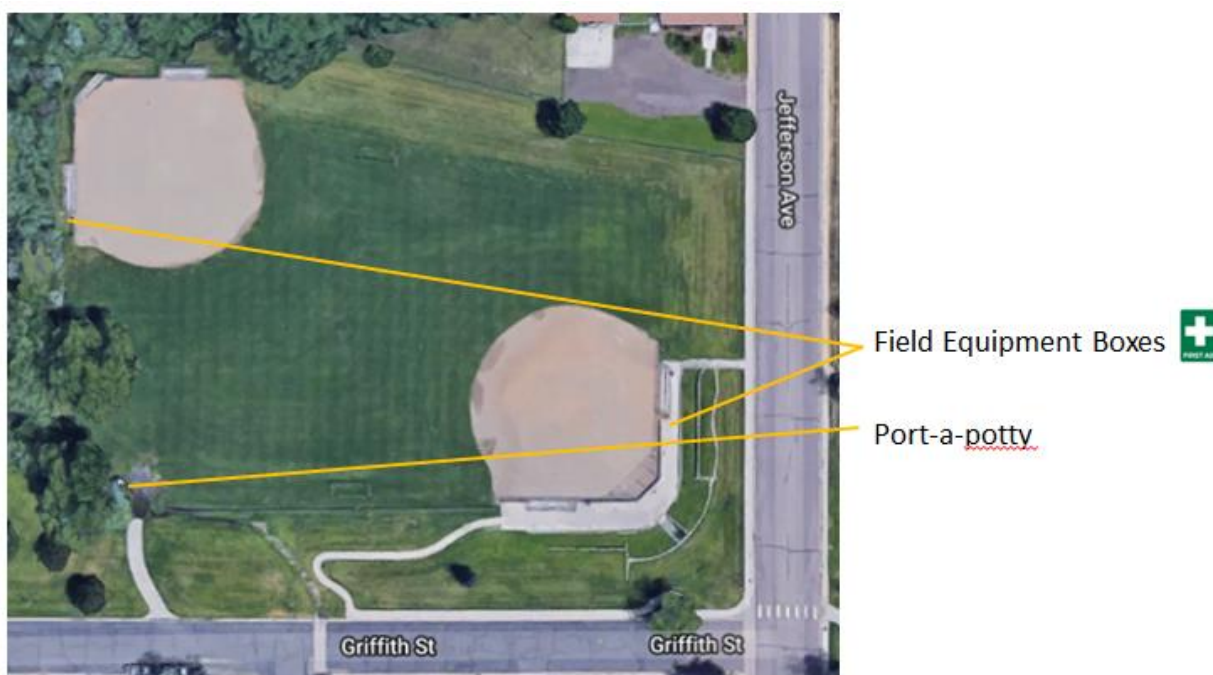 Jefferson Ave
Field Equipment Boxes
Port-a-potty
Griffith St
Griffith St